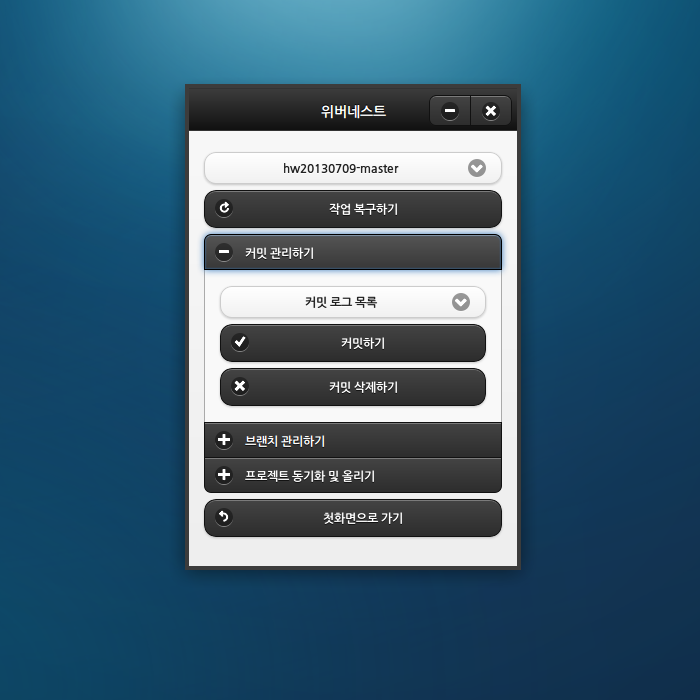 위버네스트
hw20130709-master
작업 복구하기
커밋 관리하기
커밋 로그 목록
커밋하기
커밋 삭제하기
브랜치 관리하기
프로젝트 동기화 및 올리기
첫화면으로 가기